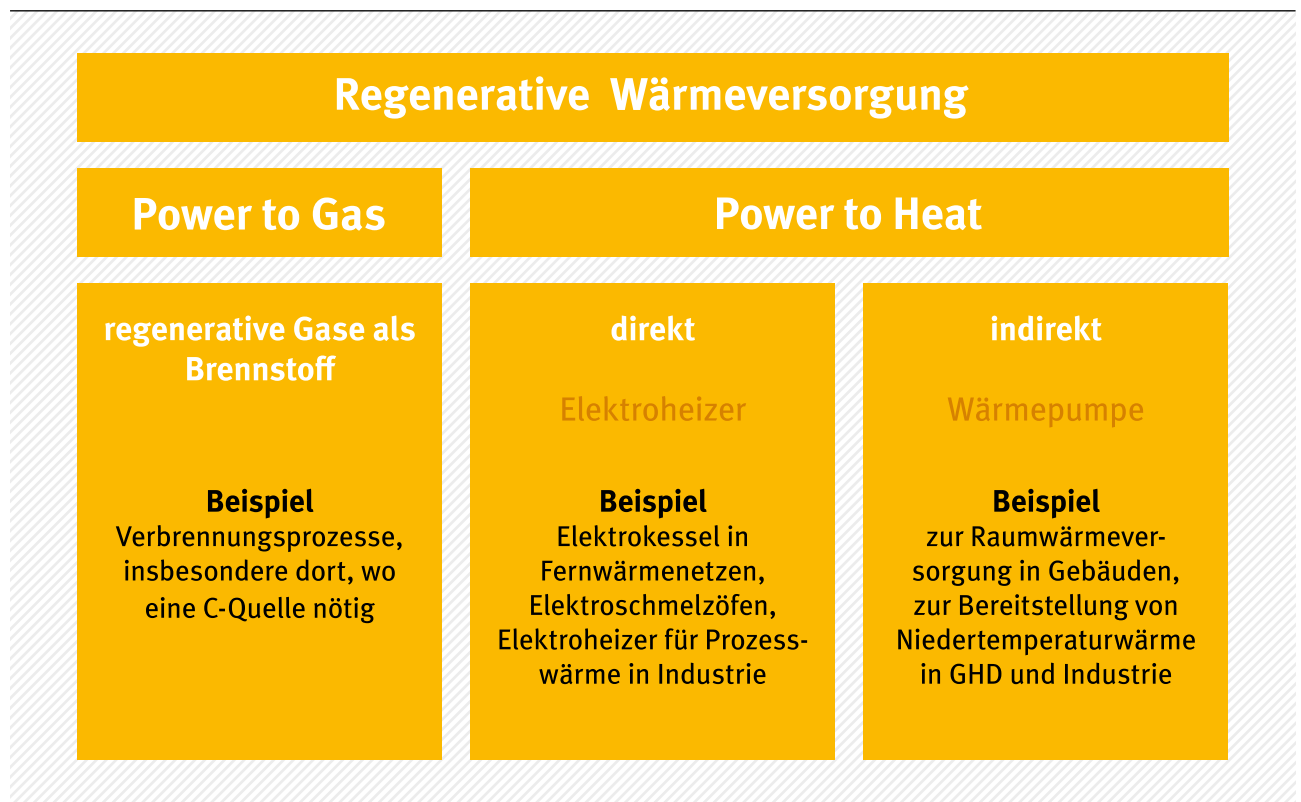 Regenerative Wärmeversorgung
Power to Gas
Power to Heat
regenerative Gase als
Brennstoff
Beispiel
Verbrennungsprozesse,
insbesondere dort, wo
eine C-Quelle nötig
direkt
Elektroheizer
Beispiel
Elektrokessel in
Fernwärmenetzen,
Elektroschmelzöfen,
Elektroheizer für Prozess-
wärme in Industrie
indirekt
Wärmepumpe
Beispiel
zur Raumwärmever-
sorgung in Gebäuden,
zur Bereitstellung von
Niedertemperaturwärme
in GHD und Industrie